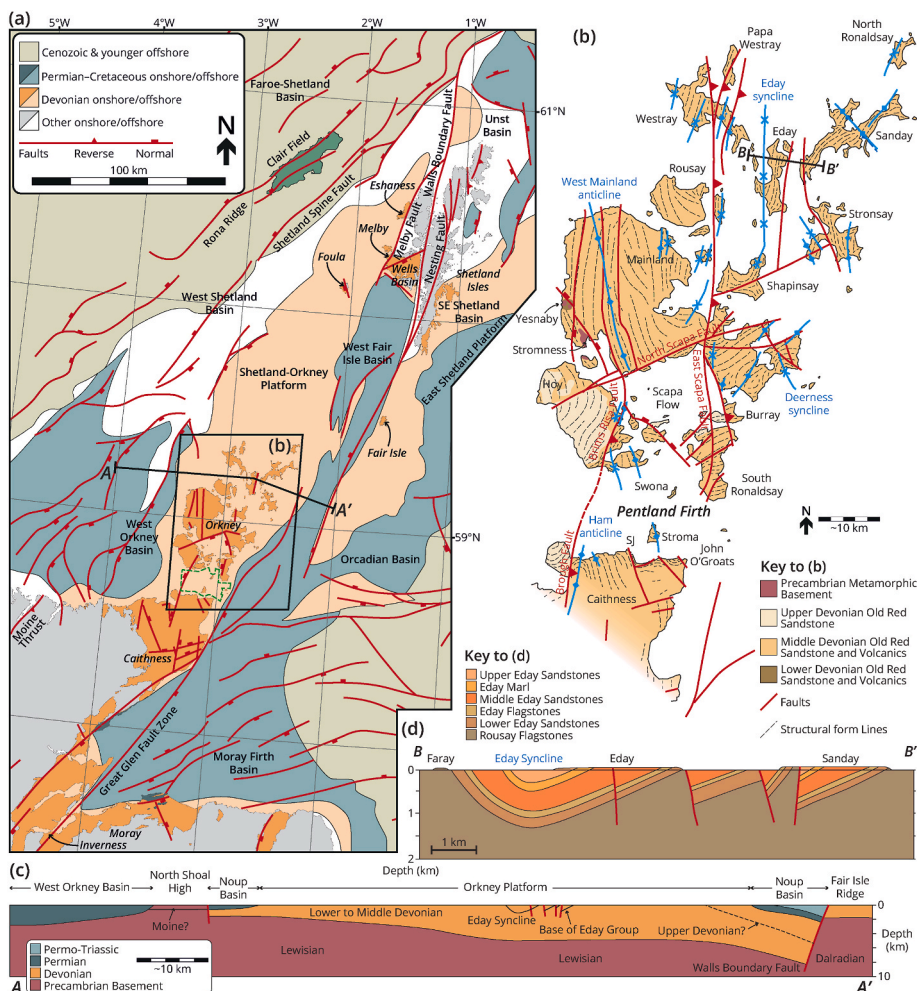 (a)
5°W
4°W
3°W
2°W
1°W
Cenozoic & younger offshore
Permian–Cretaceous onshore/offshore
Devonian onshore/offshore
Other onshore/offshore
Faults
Reverse
Normal
100 km
N
Faroe-Shetland
Basin
61°N
Unst
Basin
Clair Field
Walls Boundary Fault
Rona Ridge
Shetland Spine Fault
Eshaness
Melby
Melby Fault
Nesting Fault
Foula
Wells
Basin
Shetland
Isles
SE Shetland
Basin
West Shetland
Basin
West Fair
Isle Basin
East Shetland Platform
Shetland-Orkney
Platform
(b)
Fair Isle
A
A'
Orkney
West
Orkney
Basin
59°N
Orcadian Basin
Moine
Thrust
Caithness
Great Glen Fault Zone
Moray Firth
Basin
Moray
Inverness
(b)
Papa
Westray
North
Ronaldsay
Eday
syncline
Westray
Eday
Sanday
B
B'
Rousay
West Mainland
anticline
Stronsay
Mainland
Shapinsay
Yesnaby
Stromness
North Scapa Fault
East Scapa Fault
Hoy
Scapa
Flow
Deerness
syncline
Brims Risa Fault
Burray
Swona
South
Ronaldsay
Pentland Firth
N
~10 km
Ham
anticline
SJ
Stroma
John
O'Groats
Brough Fault
Caithness
Key to (b)
Precambrian Metamorphic
Basement
Upper Devonian Old Red
Sandstone
Middle Devonian Old Red
Sandstone and Volcanics
Lower Devonian Old Red
Sandstone and Volcanics
Faults
Structural form Lines
Key to (d)
Upper Eday Sandstones
Eday Marl
Middle Eday Sandstones
Eday Flagstones
Lower Eday Sandstones
Rousay Flagstones
(d)
B
B'
Faray
Eday Syncline
Eday
Sanday
0
1
2
1 km
Depth (km)
(c)
West Orkney Basin
North Shoal
High
Noup
Basin
Orkney Platform
Noup
Basin
Fair Isle
Ridge
Moine?
Lower to Middle Devonian
Eday Syncline
Base of Eday Group
Upper Devonian?
0
Depth
(km)
10
Lewisian
Lewisian
Walls Boundary Fault
Dalradian
Permo-Triassic
Permian
Devonian
Precambrian Basement
~10 km
A
A'